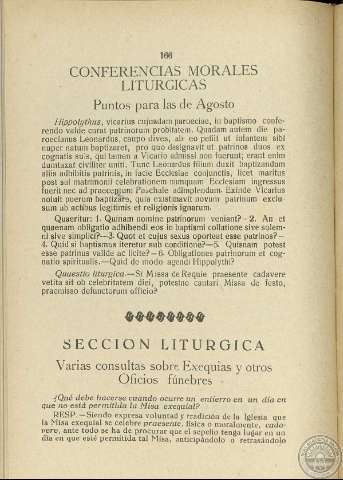 166
CONFERENCIAS MORALES
LITURGICAS
Puntos para las de Agosto
Hippolythus, vicarius cujusdam paroeciae, in baptismo confe-
rendo valde curat patrinorum probitatem. Quadam autem die pa-
roecianus Leonardus, caupo dives, ab eo petiit ut infantem sibi
nuper natum baptizaret, pro quo designavit ut patrinos duos ex
cognatis suis, qui tamen a Vicario admissi non fuerunt; erant enim
dumtaxat civiliter uniti. Tunc Leonardus filium duxit baptizandum
aliis adhibitis patrinis, in facie Ecclesiae conjunctis, licet maritus
post sui matrimonii celebrationem numquam Ecclesiam ingressus
fuerit nec ad praeceptum Paschale adimplendum. Exinde Vicarius
noluit puerum baptizare, quia existimavit novum patrinum exclu-
sum ab actibus legitimis et religionis ignarum.
Quaeritur: 1. Quinam nomine patrinorum veniant? - 2. An et
quaenam obligatio adhibendi eos in baptismi collatione sive solem-
ni sive simplici?—3. Quot et cujus sexus oporteat esse patrinos?—
4. Quid si baptismus iteretur sub conditione?—5. Quisnam potest
esse patrinus valide ac licite? - 6. Obligationes patrinorum et cog-
natio spiritualis.—Quid de modo agendi Hippolythi?
Quaestio liturgica.—Si Missa de Requie praesente cadavere
vetita sit ob celebritatem diei, potestne cantari Missa de festo,
praemisso defunctorum officio?
SECCION LITURGICA
Varias consultas sobre Exequias y otros
Oficios fúnebres
¿Qué debe hacerse cuando ocurre un entierro en un día en
que no está permitida la Misa exequial?
RESP.—Siendo expresa voluntad y tradición de la Iglesia que
la Misa exequial se celebre praesente, física o moralmente, cada-
vere, ante todo se ha de procurar que el sepelio tenga lugar en un
día en que esté permitida tal Misa, anticipándolo o retrasándolo